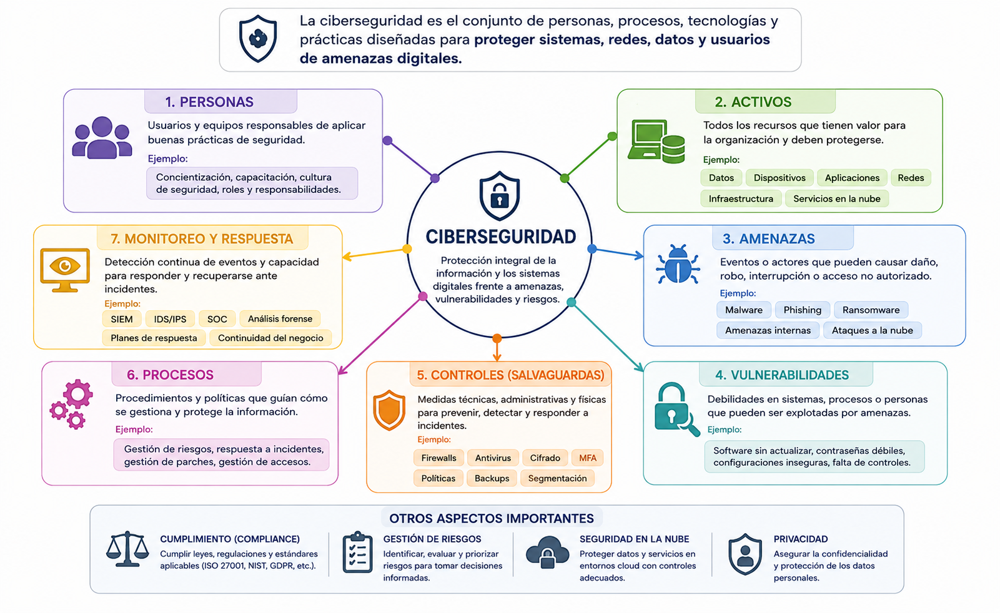 La ciberseguridad es el conjunto de personas, procesos, tecnologías y
prácticas diseñadas para proteger sistemas, redes, datos y usuarios
de amenazas digitales.
1. PERSONAS
Usuarios y equipos responsables de aplicar
buenas prácticas de seguridad.
Ejemplo:
Concientización, capacitación, cultura
de seguridad, roles y responsabilidades.
2. ACTIVOS
Todos los recursos que tienen valor para
la organización y deben protegerse.
Ejemplo:
Datos Dispositivos Aplicaciones Redes
Infraestructura Servicios en la nube
CIBERSEGURIDAD
Protección integral de la
información y los sistemas
digitales frente a amenazas,
vulnerabilidades y riesgos.
3. AMENAZAS
Eventos o actores que pueden causar daño,
robo, interrupción o acceso no autorizado.
Ejemplo:
Malware Phishing Ransomware
Amenazas internas Ataques a la nube
4. VULNERABILIDADES
Debilidades en sistemas, procesos o personas
que pueden ser explotadas por amenazas.
Ejemplo:
Software sin actualizar, contraseñas débiles,
configuraciones inseguras, falta de controles.
5. CONTROLES (SALVAGUARDAS)
Medidas técnicas, administrativas y físicas
para prevenir, detectar y responder a
incidentes.
Ejemplo:
Firewalls Antivirus Cifrado MFA
Políticas Backups Segmentación
6. PROCESOS
Procedimientos y políticas que guían cómo
se gestiona y protege la información.
Ejemplo:
Gestión de riesgos, respuesta a incidentes,
gestión de parches, gestión de accesos.
7. MONITOREO Y RESPUESTA
Detección continua de eventos y capacidad
para responder y recuperarse ante
incidentes.
Ejemplo:
SIEM IDS/IPS SOC Análisis forense
Planes de respuesta Continuidad del negocio
OTROS ASPECTOS IMPORTANTES
CUMPLIMIENTO (COMPLIANCE)
Cumplir leyes, regulaciones y estándares
aplicables (ISO 27001, NIST, GDPR, etc.).
GESTIÓN DE RIESGOS
Identificar, evaluar y priorizar
riesgos para tomar decisiones
informadas.
SEGURIDAD EN LA NUBE
Proteger datos y servicios en
entornos cloud con controles
adecuados.
PRIVACIDAD
Asegurar la confidencialidad
y protección de los datos
personales.